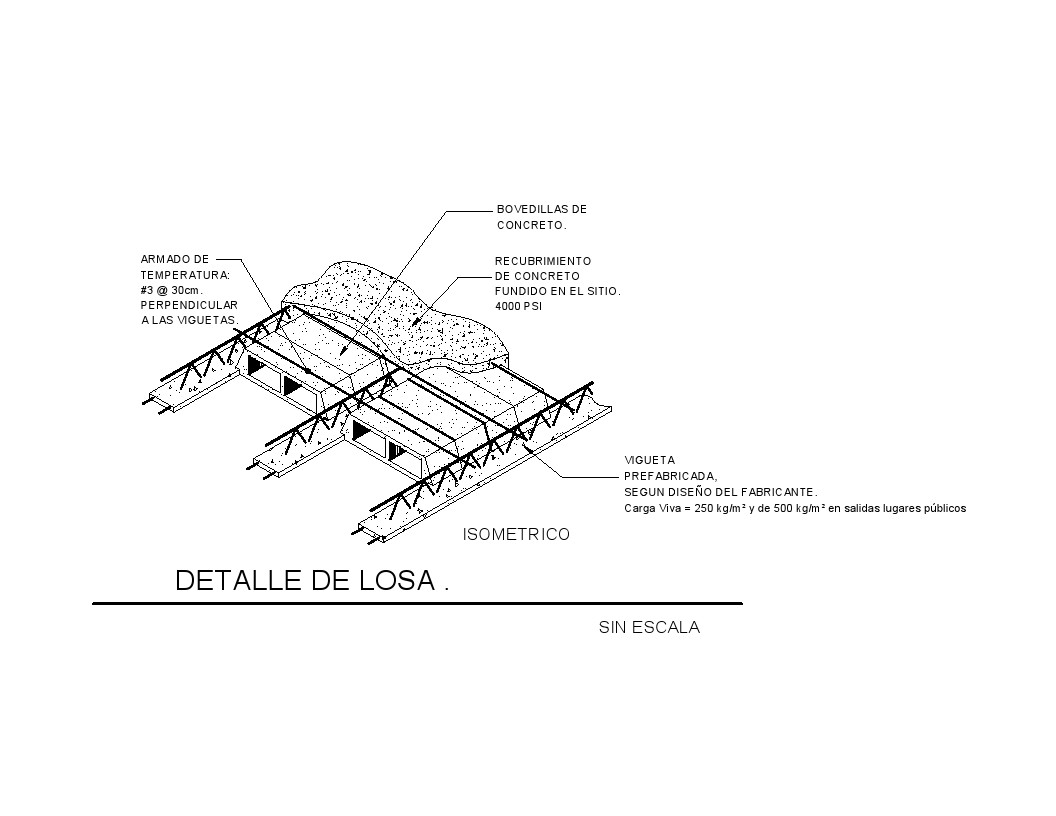 BOVEDILLAS DE
CONCRETO.
ARMADO DE
TEMPERATURA:
#3 @ 30cm.
PERPENDICULAR
A LAS VIGUETAS.
RECUBRIMIENTO
DE CONCRETO
FUNDIDO EN EL SITIO.
4000 PSI
VIGUETA
PREFABRICADA,
SEGUN DISEÑO DEL FABRICANTE.
Carga Viva = 250 kg/m² y de 500 kg/m² en salidas lugares públicos
ISOMETRICO
DETALLE DE LOSA .
SIN ESCALA